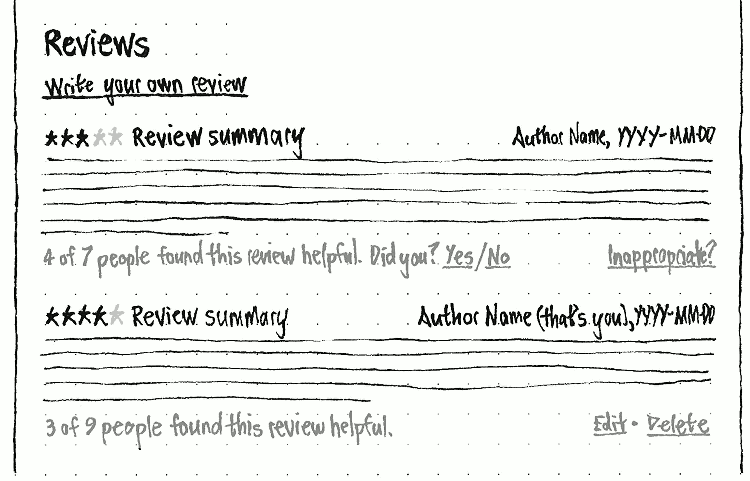 Reviews
Write your own review
★★★★★ Review summary Author Name, YYYY-MM-DD
4 of 7 people found this review helpful. Did you? Yes/No Inappropriate?
★★★★★ Review summary Author Name (that's you), YYYY-MM-DD
3 of 9 people found this review helpful. Edit • Delete